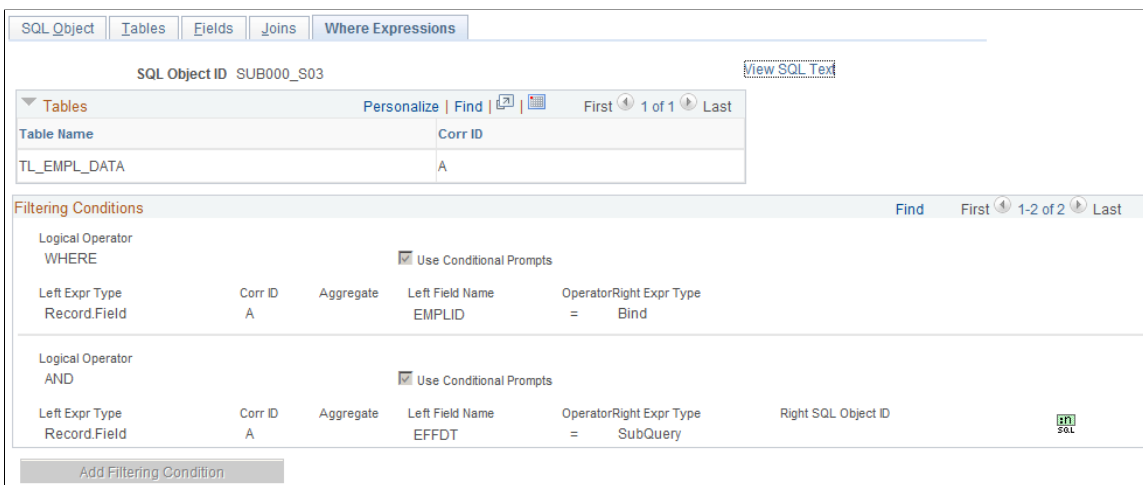 SQL Object Tables Fields Joins Where Expressions
SQL Object ID SUB000_S03 View SQL Text
Tables Personalize | Find | | First 1 of 1 Last
Table Name Corr ID
TL_EMPL_DATA A
Filtering Conditions Find First 1-2 of 2 Last
Logical Operator
WHERE Use Conditional Prompts
Left Expr Type Corr ID Aggregate Left Field Name OperatorRight Expr Type
Record.Field A EMPLID = Bind
Logical Operator
AND Use Conditional Prompts
Left Expr Type Corr ID Aggregate Left Field Name OperatorRight Expr Type Right SQL Object ID
Record.Field A EFFDT = SubQuery :n SQL
Add Filtering Condition